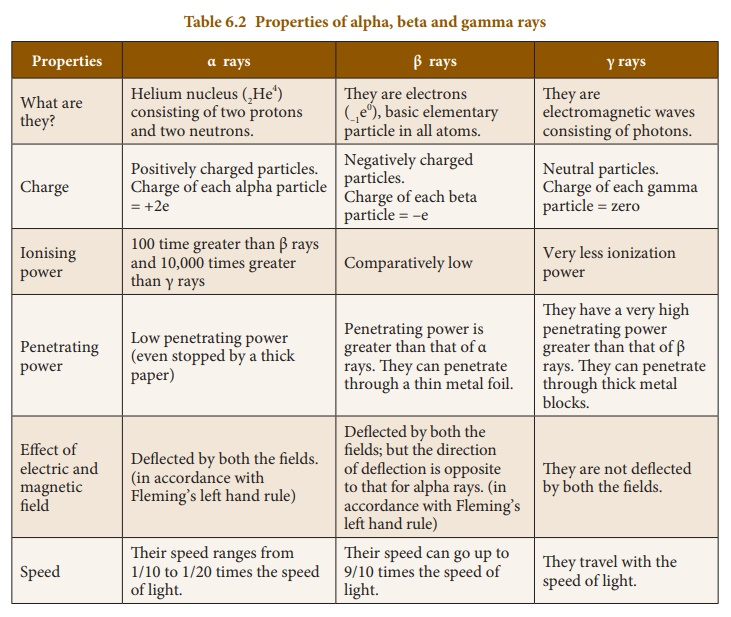 Table 6.2 Properties of alpha, beta and gamma rays
Properties
α rays
β rays
γ rays
What are
they?
Helium nucleus (₂He⁴)
consisting of two protons
and two neutrons.
They are electrons
(₋₁e⁰), basic elementary
particle in all atoms.
They are
electromagnetic waves
consisting of photons.
Charge
Positively charged particles.
Charge of each alpha particle
= +2e
Negatively charged
particles.
Charge of each beta
particle = –e
Neutral particles.
Charge of each gamma
particle = zero
Ionising
power
100 time greater than β rays
and 10,000 times greater
than γ rays
Comparatively low
Very less ionization
power
Penetrating
power
Low penetrating power
(even stopped by a thick
paper)
Penetrating power is
greater than that of α
rays. They can penetrate
through a thin metal foil.
They have a very high
penetrating power
greater than that of β
rays. They can penetrate
through thick metal
blocks.
Effect of
electric and
magnetic
field
Deflected by both the fields.
(in accordance with
Fleming's left hand rule)
Deflected by both the
fields; but the direction
of deflection is opposite
to that for alpha rays. (in
accordance with Fleming's
left hand rule)
They are not deflected
by both the fields.
Speed
Their speed ranges from
1/10 to 1/20 times the speed
of light.
Their speed can go up to
9/10 times the speed of
light.
They travel with the
speed of light.